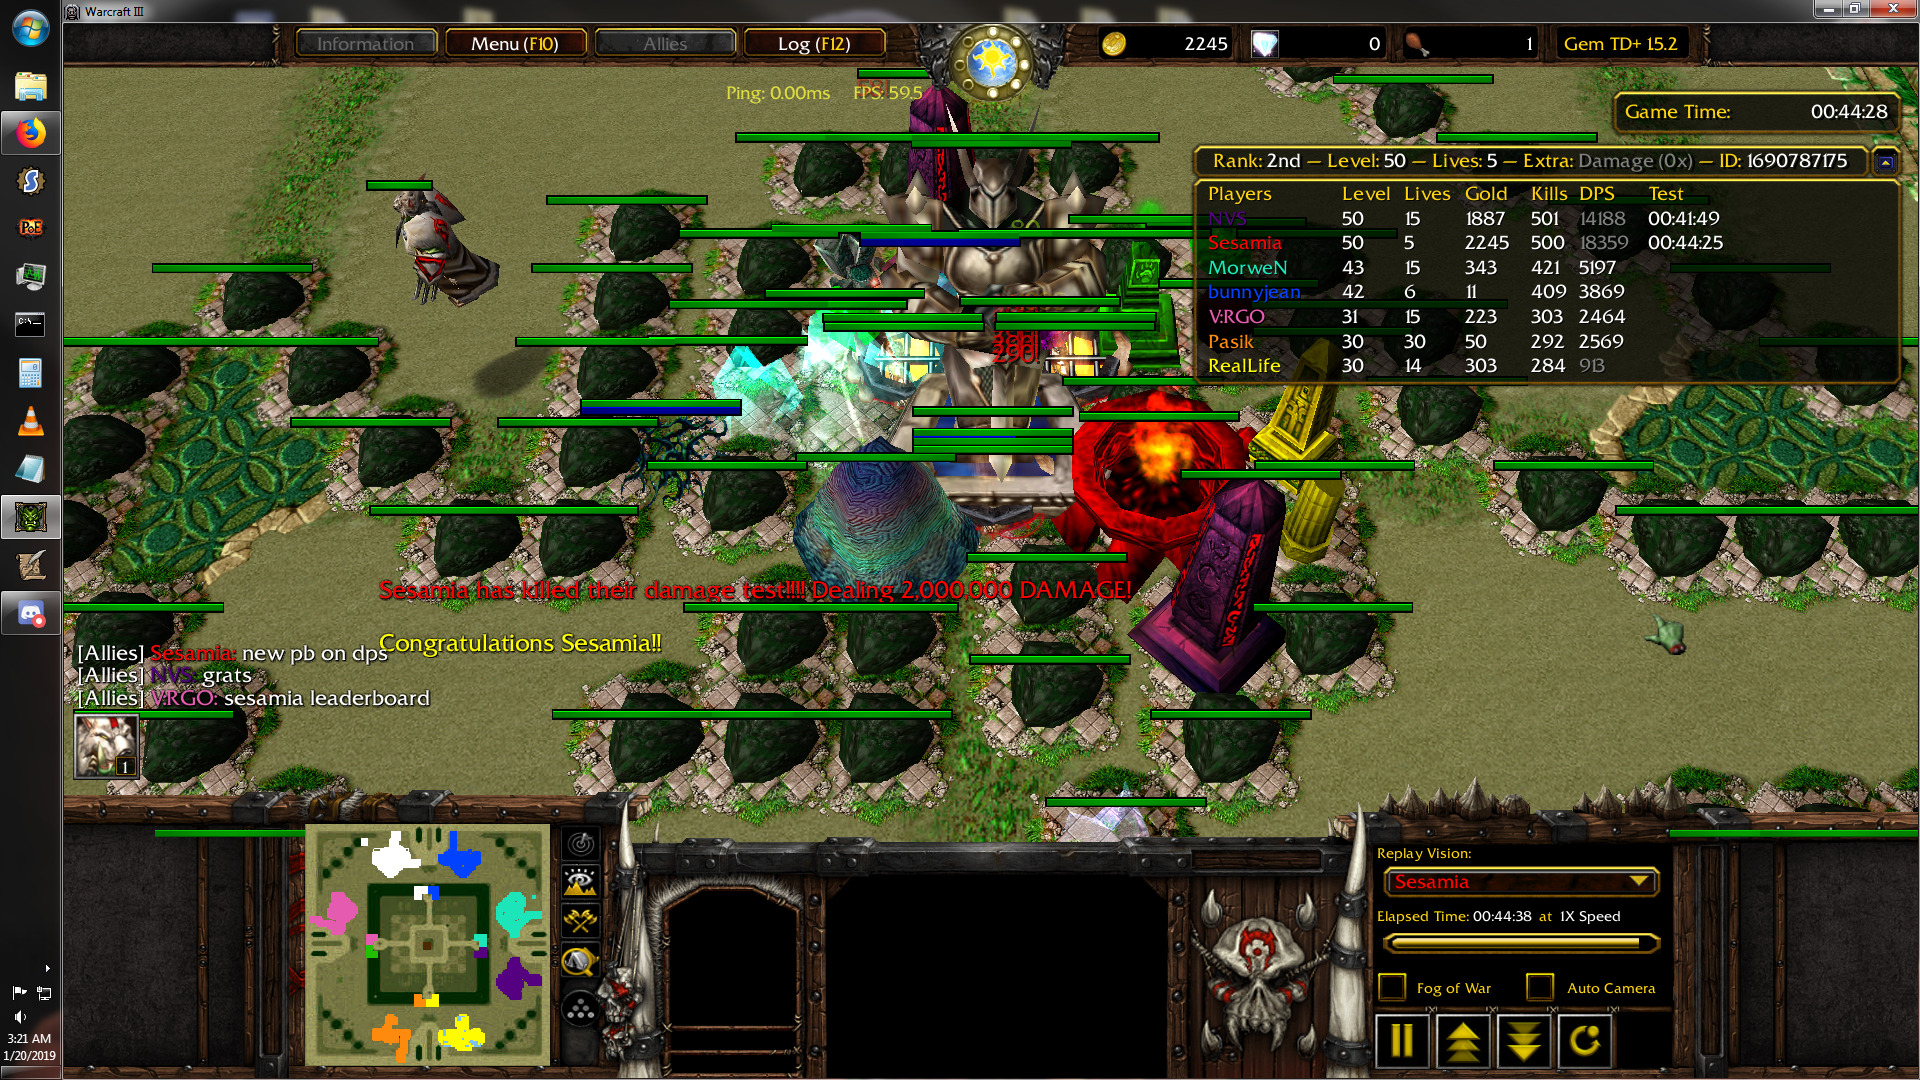 Warcraft III
Information
Menu (F10)
Allies
Log (F12)
2245
0
1
Gem TD+ 15.2
Ping: 0.00ms FPS: 59.5
Game Time: 00:44:28
Rank: 2nd — Level: 50 — Lives: 5 — Extra: Damage (0x) — ID: 1690787175
Players Level Lives Gold Kills DPS Test
NVS 50 15 1887 501 14188 00:41:49
Sesamia 50 5 2245 500 18359 00:44:25
MorweN 43 15 343 421 5197
bunnyjean 42 6 11 409 3869
V:RGO 31 15 223 303 2464
Pasik 30 30 50 292 2569
RealLife 30 14 303 284 913
PoE
C:\
Sesamia has killed their damage test!!!! Dealing 2,000.000 DAMAGE!
Congratulations Sesamia!!
[Allies] Sesamia: new pb on dps
[Allies] NVS: grats
[Allies] V:RGO: sesamia leaderboard
1
Replay Vision:
Sesamia
Elapsed Time: 00:44:38 at 1X Speed
Fog of War
Auto Camera
3:21 AM
1/20/2019